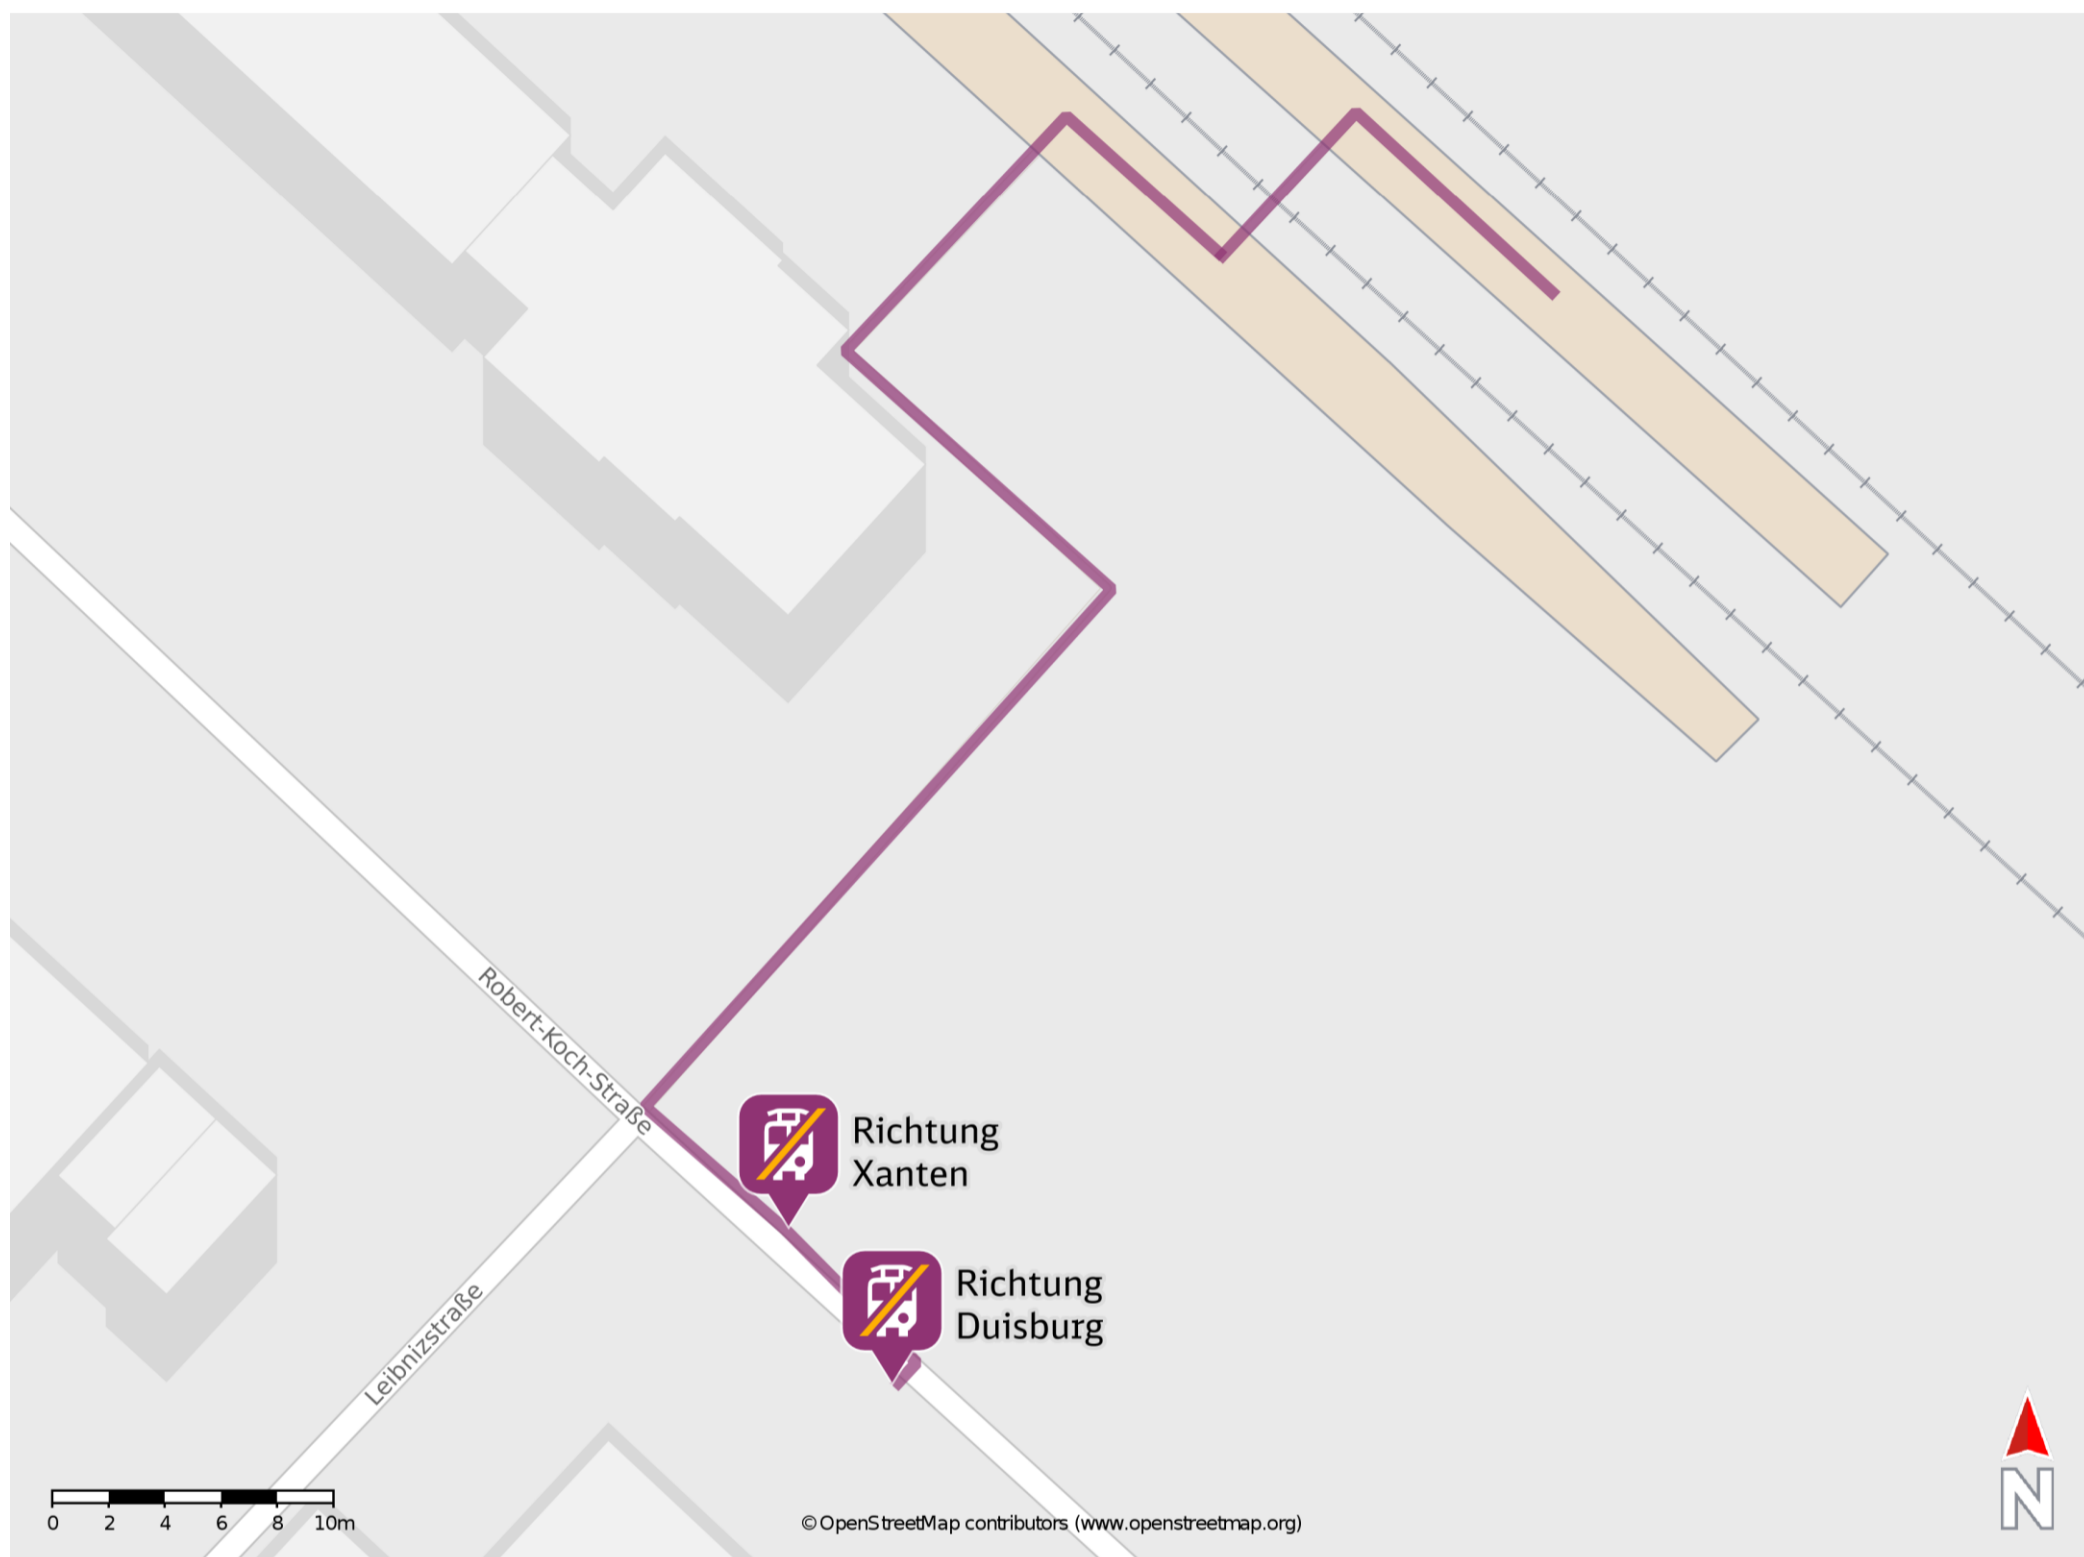 Robert-Koch-Straße
Richtung
Xanten
Richtung
Duisburg
Leibnizstraße
0 2 4 6 8 10m
©OpenStreetMap contributors (www.openstreetmap.org)
N